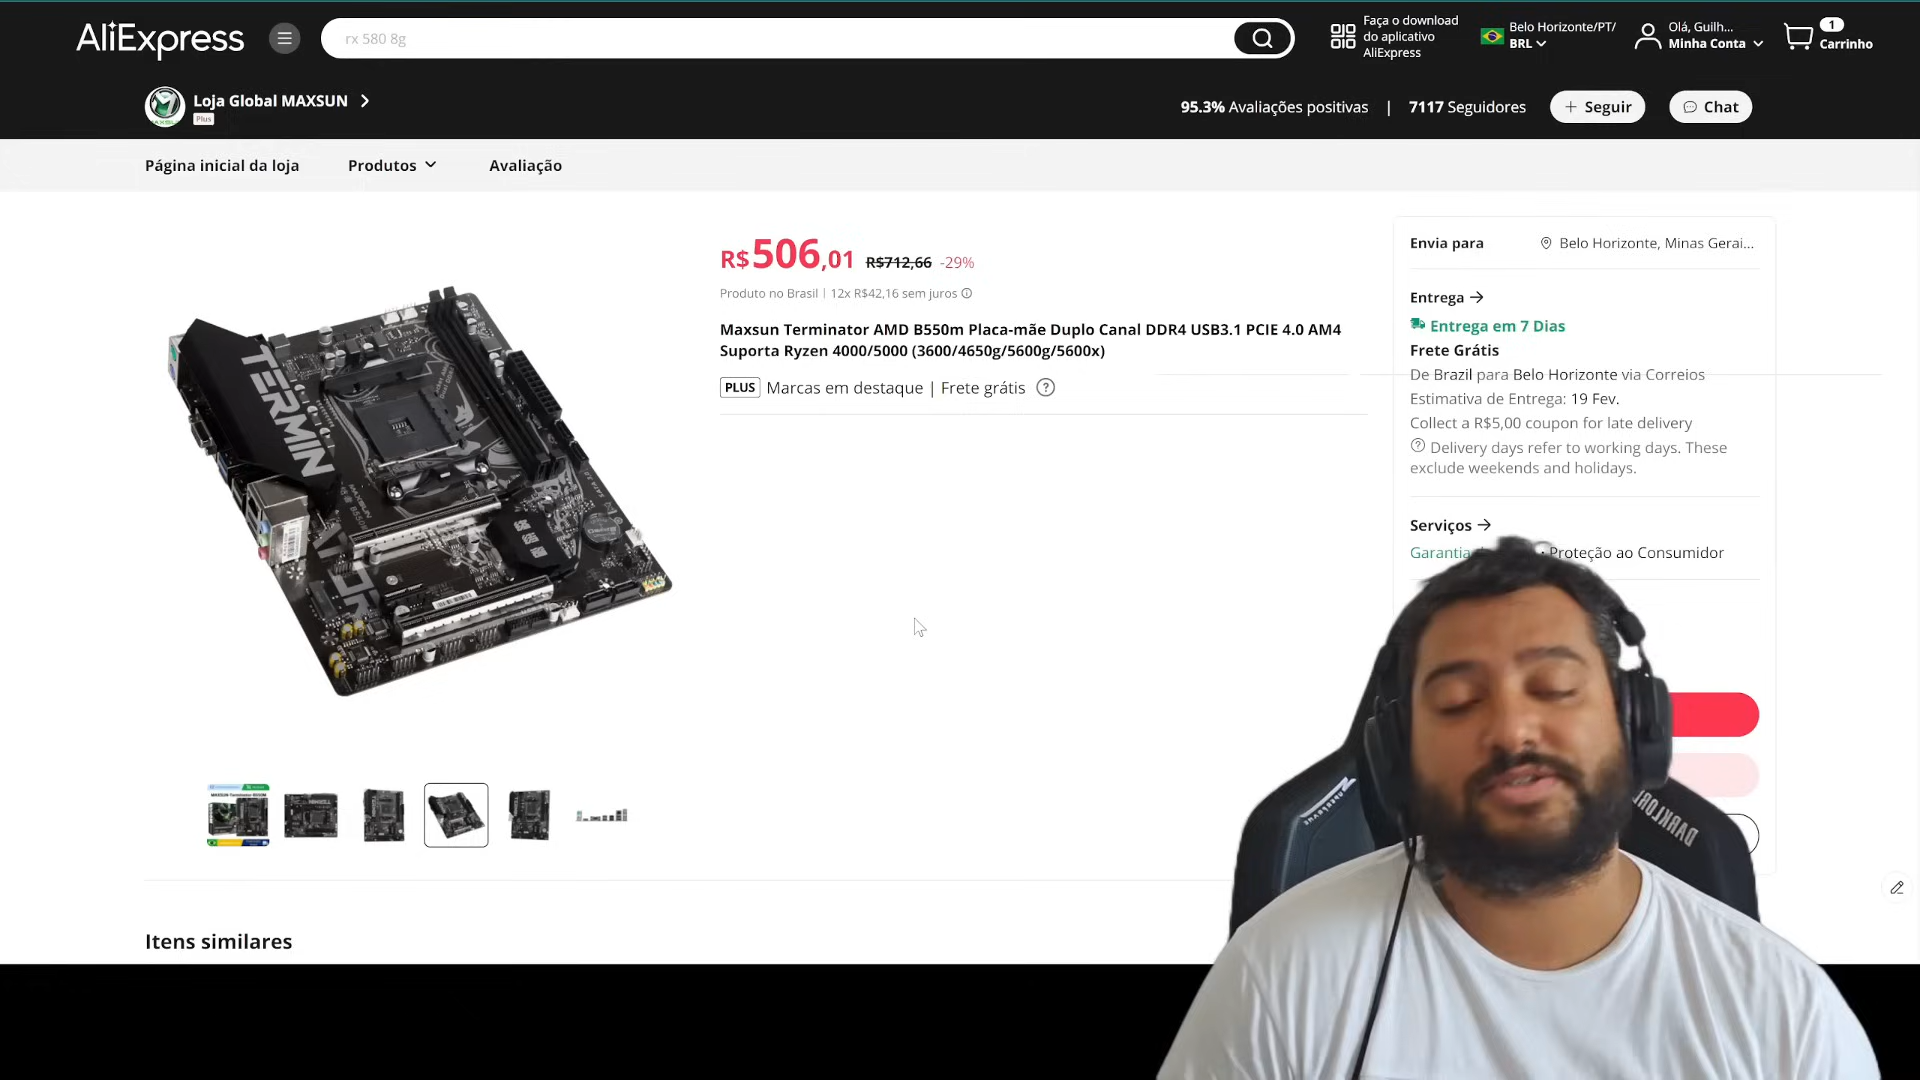 AliExpress
rx 580 8g
Faça o download
do aplicativo
AliExpress
Belo Horizonte/PT/
BRL
Olá, Guilh...
Minha Conta
1
Carrinho
Loja Global MAXSUN
Plus
95.3% Avaliações positivas | 7117 Seguidores
+ Seguir
Chat
Página inicial da loja
Produtos
Avaliação
R$506,01 R$712,66 -29%
Produto no Brasil | 12x R$42,16 sem juros
Maxsun Terminator AMD B550m Placa-mãe Duplo Canal DDR4 USB3.1 PCIE 4.0 AM4
Suporta Ryzen 4000/5000 (3600/4650g/5600g/5600x)
PLUS Marcas em destaque | Frete grátis
Envia para
Belo Horizonte, Minas Gerai...
Entrega
Entrega em 7 Dias
Frete Grátis
De Brazil para Belo Horizonte via Correios
Estimativa de Entrega: 19 Fev.
Collect a R$5,00 coupon for late delivery
Delivery days refer to working days. These
exclude weekends and holidays.
Serviços
Garantia
Proteção ao Consumidor
TERMIN
DARKFLO
Itens similares